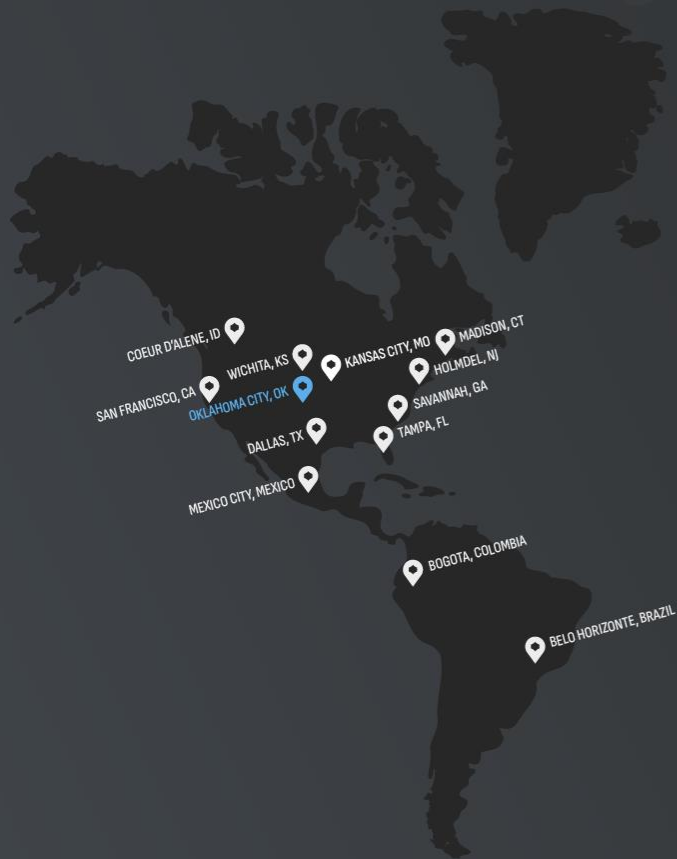 COEUR D'ALENE, ID
MADISON, CT
WICHITA, KS
KANSAS CITY, MO
HOLMDEL, NJ
SAN FRANCISCO, CA
OKLAHOMA CITY, OK
SAVANNAH, GA
DALLAS, TX
TAMPA, FL
MEXICO CITY, MEXICO
BOGOTA, COLOMBIA
BELO HORIZONTE, BRAZIL